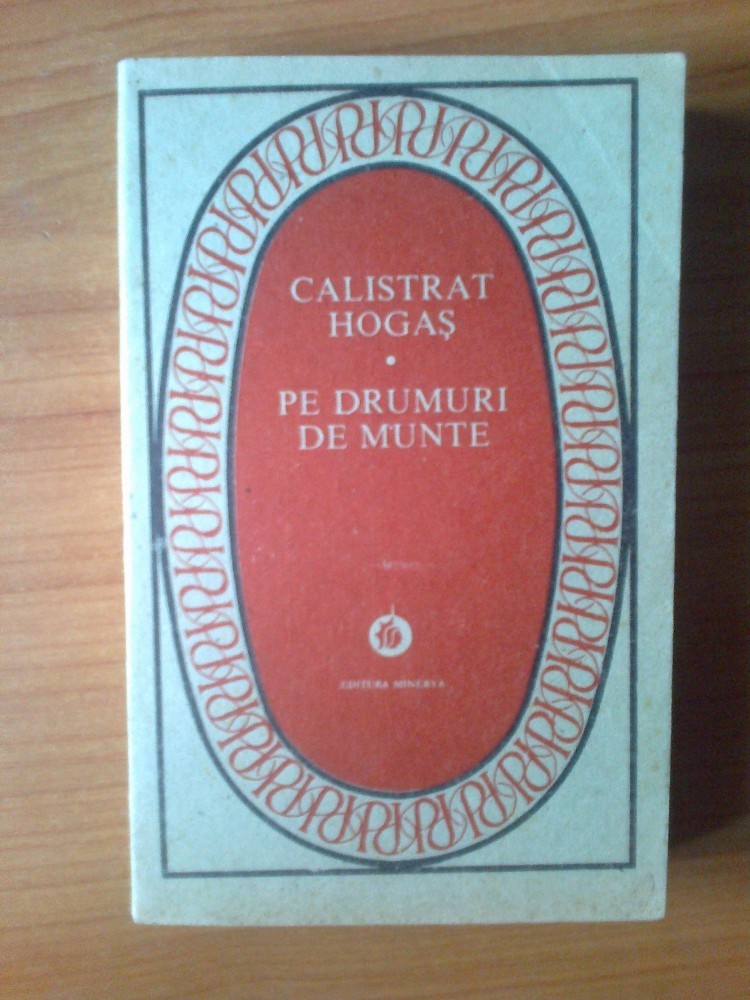 CALISTRAT
HOGAȘ
•
PE DRUMURI
DE MUNTE
EDITURA MINERVA